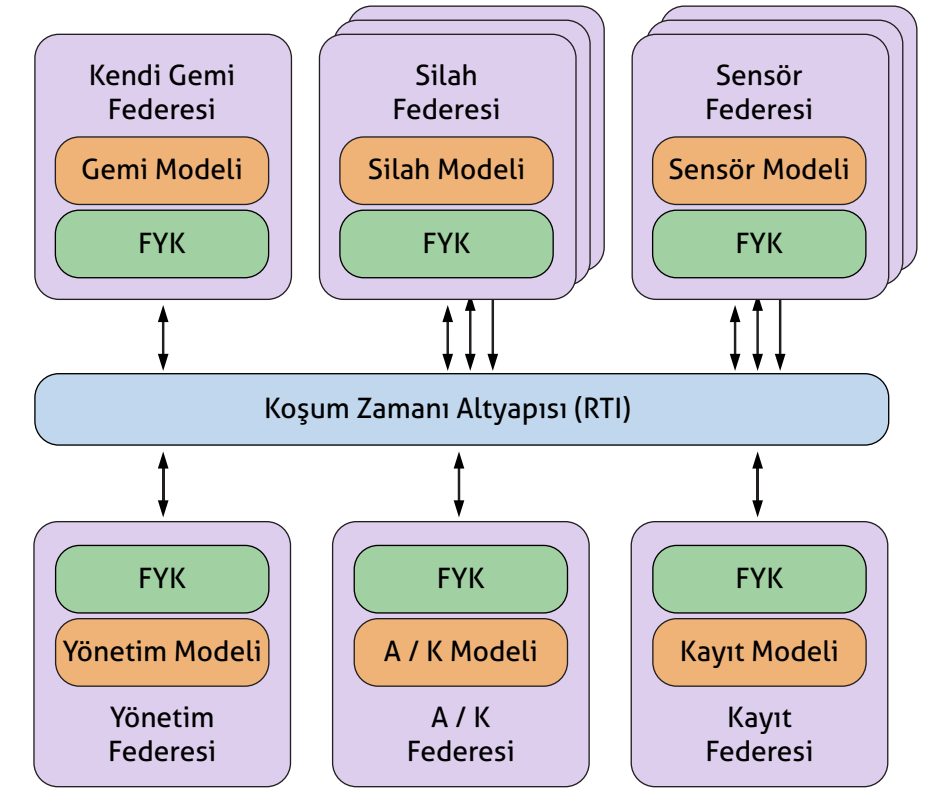 Kendi Gemi
Federesi
Gemi Modeli
FYK
Silah
Federesi
Silah Modeli
FYK
Sensör
Federesi
Sensör Modeli
FYK
Koşum Zamanı Altyapısı (RTI)
FYK
Yönetim Modeli
Yönetim
Federesi
FYK
A / K Modeli
A / K
Federesi
FYK
Kayıt Modeli
Kayıt
Federesi